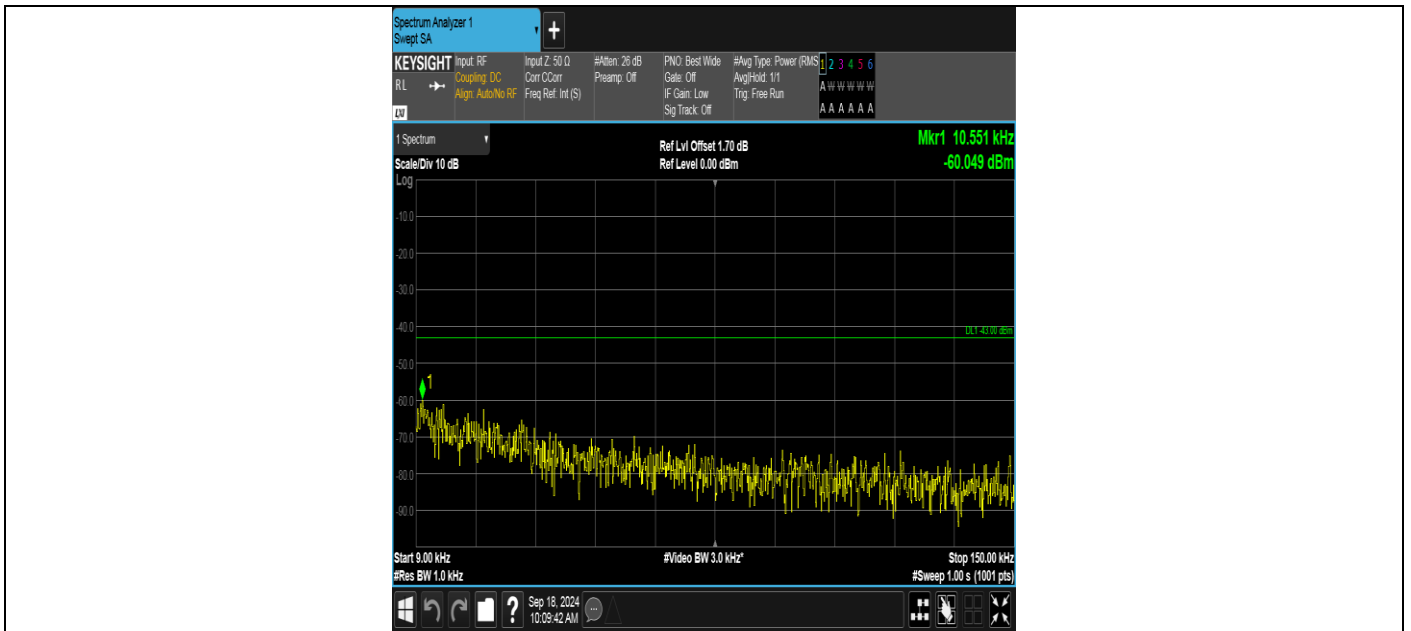 Spectrum Analyzer 1
Swept SA
KEYSIGHT
RL
LXI
Input: RF
Coupling: DC
Align: Auto/No RF
Input Z: 50 Ω
Corr CCorr
Freq Ref: Int (S)
#Atten: 26 dB
Preamp: Off
PNO: Best Wide
Gate: Off
IF Gain: Low
Sig Track: Off
#Avg Type: Power (RMS
Avg|Hold: 1/1
Trig: Free Run
1 2 3 4 5 6
A W W W W W
A A A A A A
1 Spectrum
Scale/Div 10 dB
Ref Lvl Offset 1.70 dB
Ref Level 0.00 dBm
Mkr1 10.551 kHz
-60.049 dBm
Log
-10.0
-20.0
-30.0
-40.0
DL1 -43.00 dBm
-50.0
1
-60.0
-70.0
-80.0
-90.0
Start 9.00 kHz
#Video BW 3.0 kHz*
Stop 150.00 kHz
#Res BW 1.0 kHz
#Sweep 1.00 s (1001 pts)
?
Sep 18, 2024
10:09:42 AM